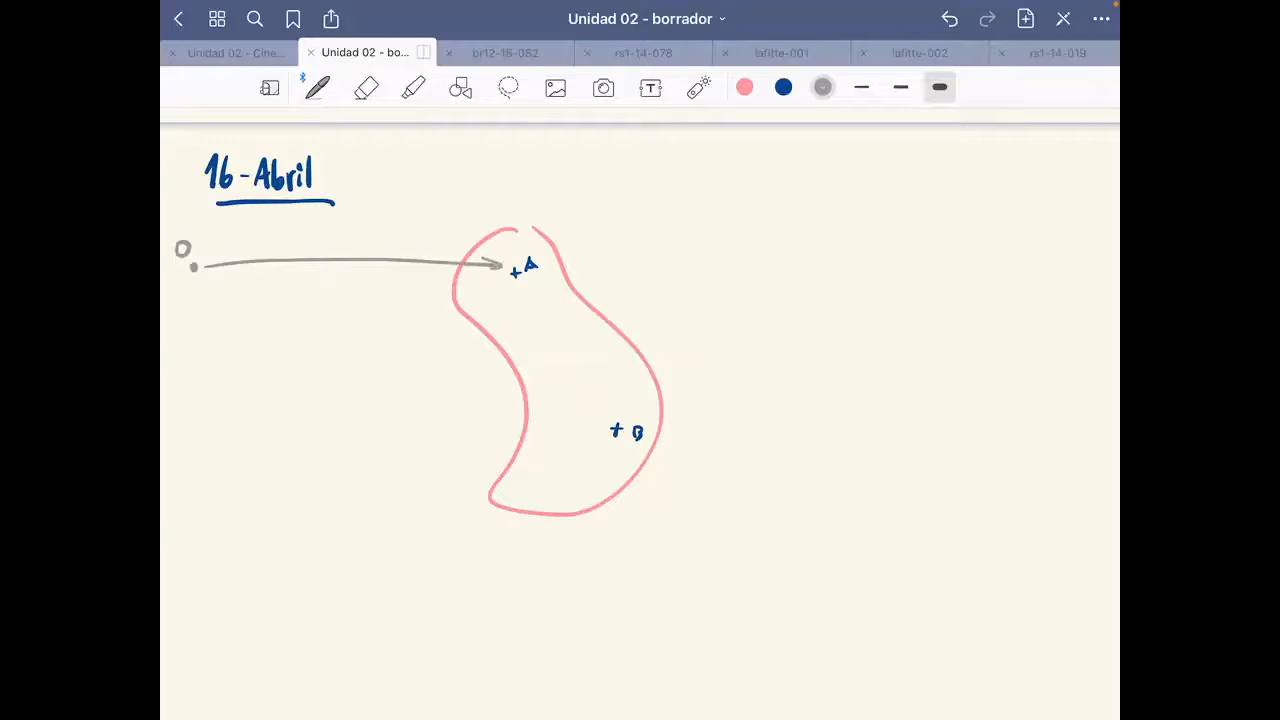 Unidad 02 - borrador
Unidad 02 - Cine...
Unidad 02 - bo...
br12-16-082
rs1-14-078
lafitte-001
lafitte-002
rs1-14-019
16-Abril
O
A
B